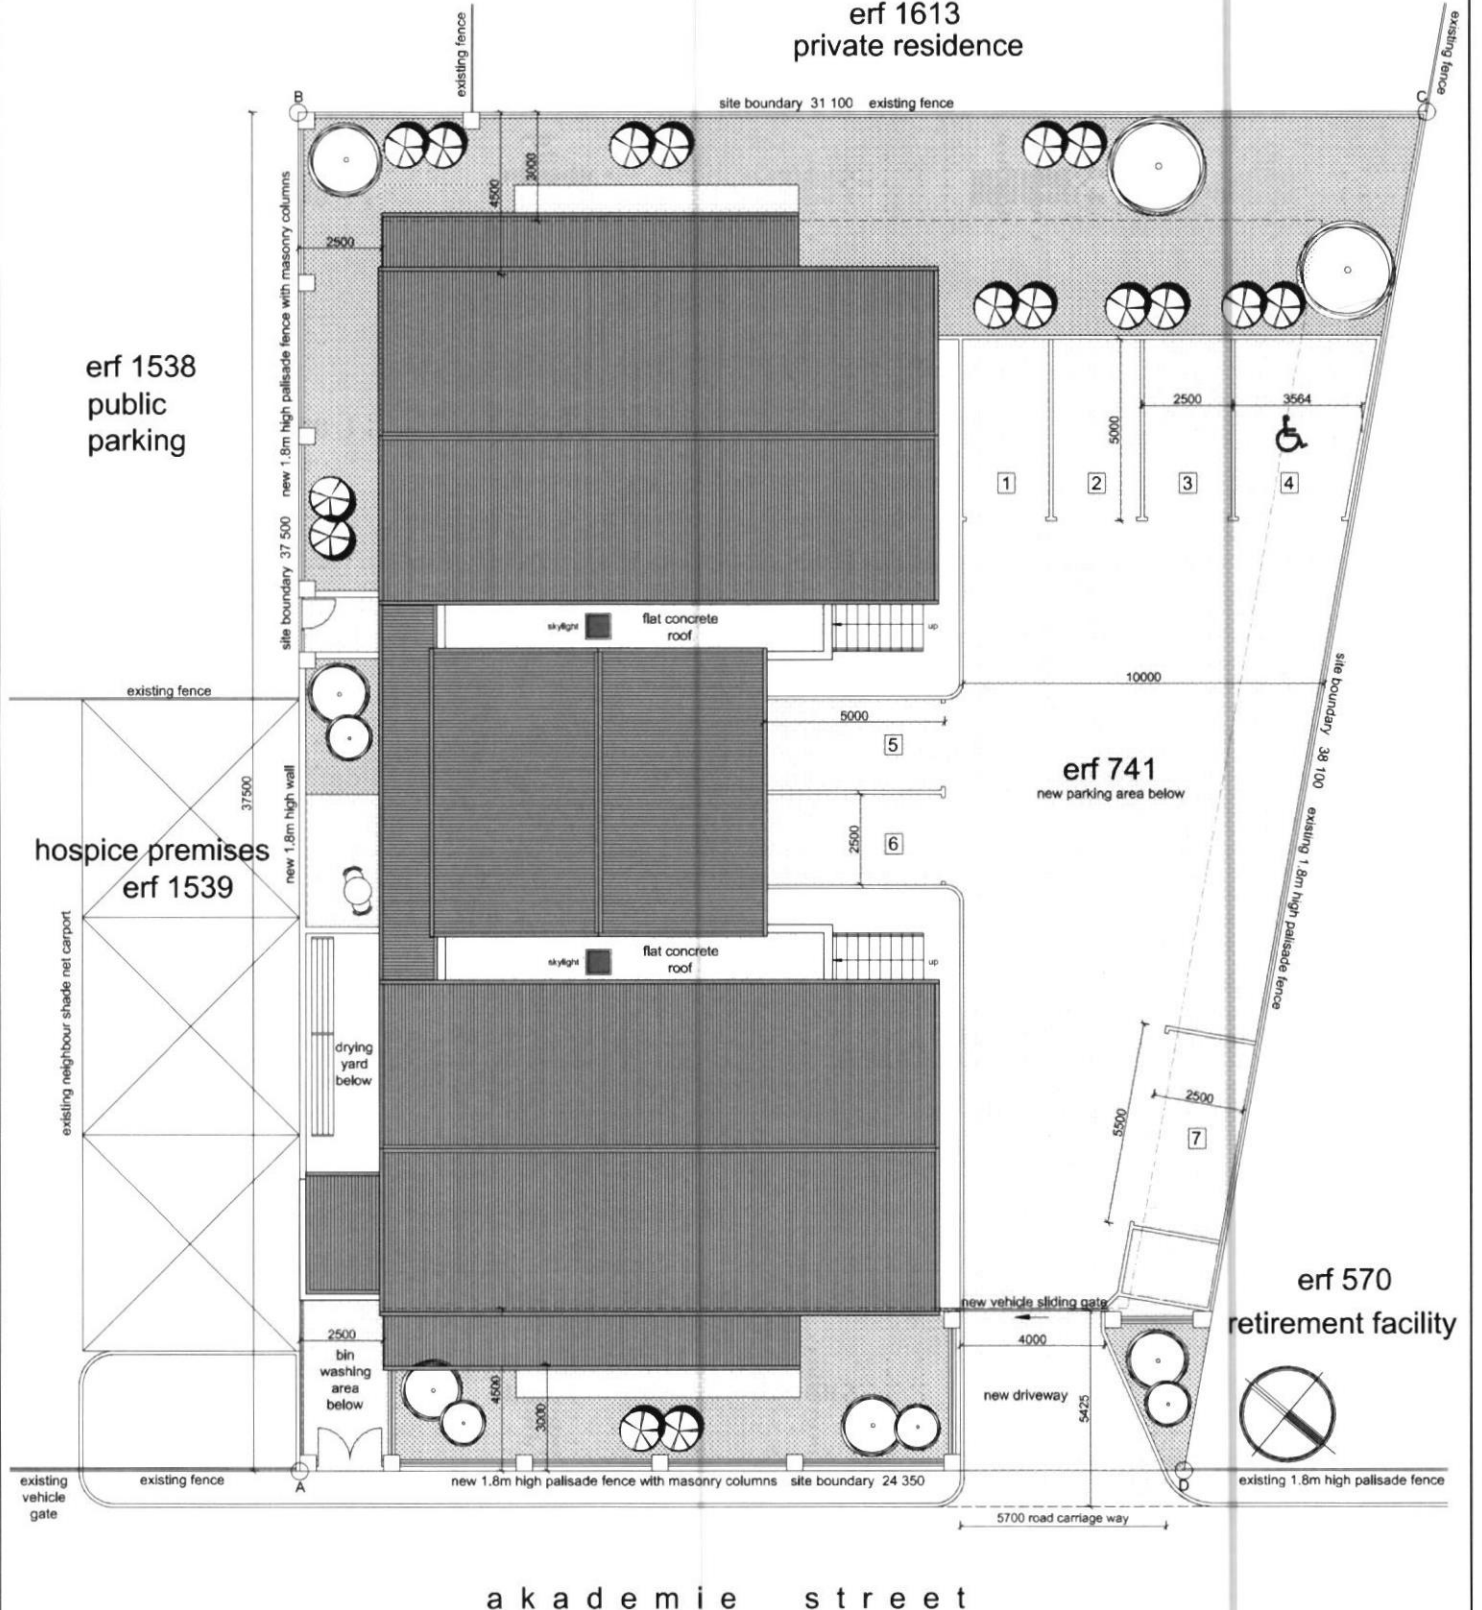 erf 1613
private residence
existing fence
existing fence
B
site boundary 31 100 existing fence
C
3000
4500
2500
site boundary 37 500 new 1.8m high palisade fence with masonry columns
erf 1538
public
parking
2500
3564
5000
1
2
3
4
skylight
flat concrete
roof
up
existing fence
10000
5000
5
site boundary 38 100 existing 1.8m high palisade fence
erf 741
new parking area below
37500
new 1.8m high wall
2500
6
hospice premises
erf 1539
existing neighbour shade net carport
skylight
flat concrete
roof
up
drying
yard
below
5500
2500
7
erf 570
retirement facility
new vehicle sliding gate
4000
2500
bin
washing
area
below
4500
3000
new driveway
5425
existing
vehicle
gate
existing fence
A
new 1.8m high palisade fence with masonry columns site boundary 24 350
D
existing 1.8m high palisade fence
5700 road carriage way
akademie street